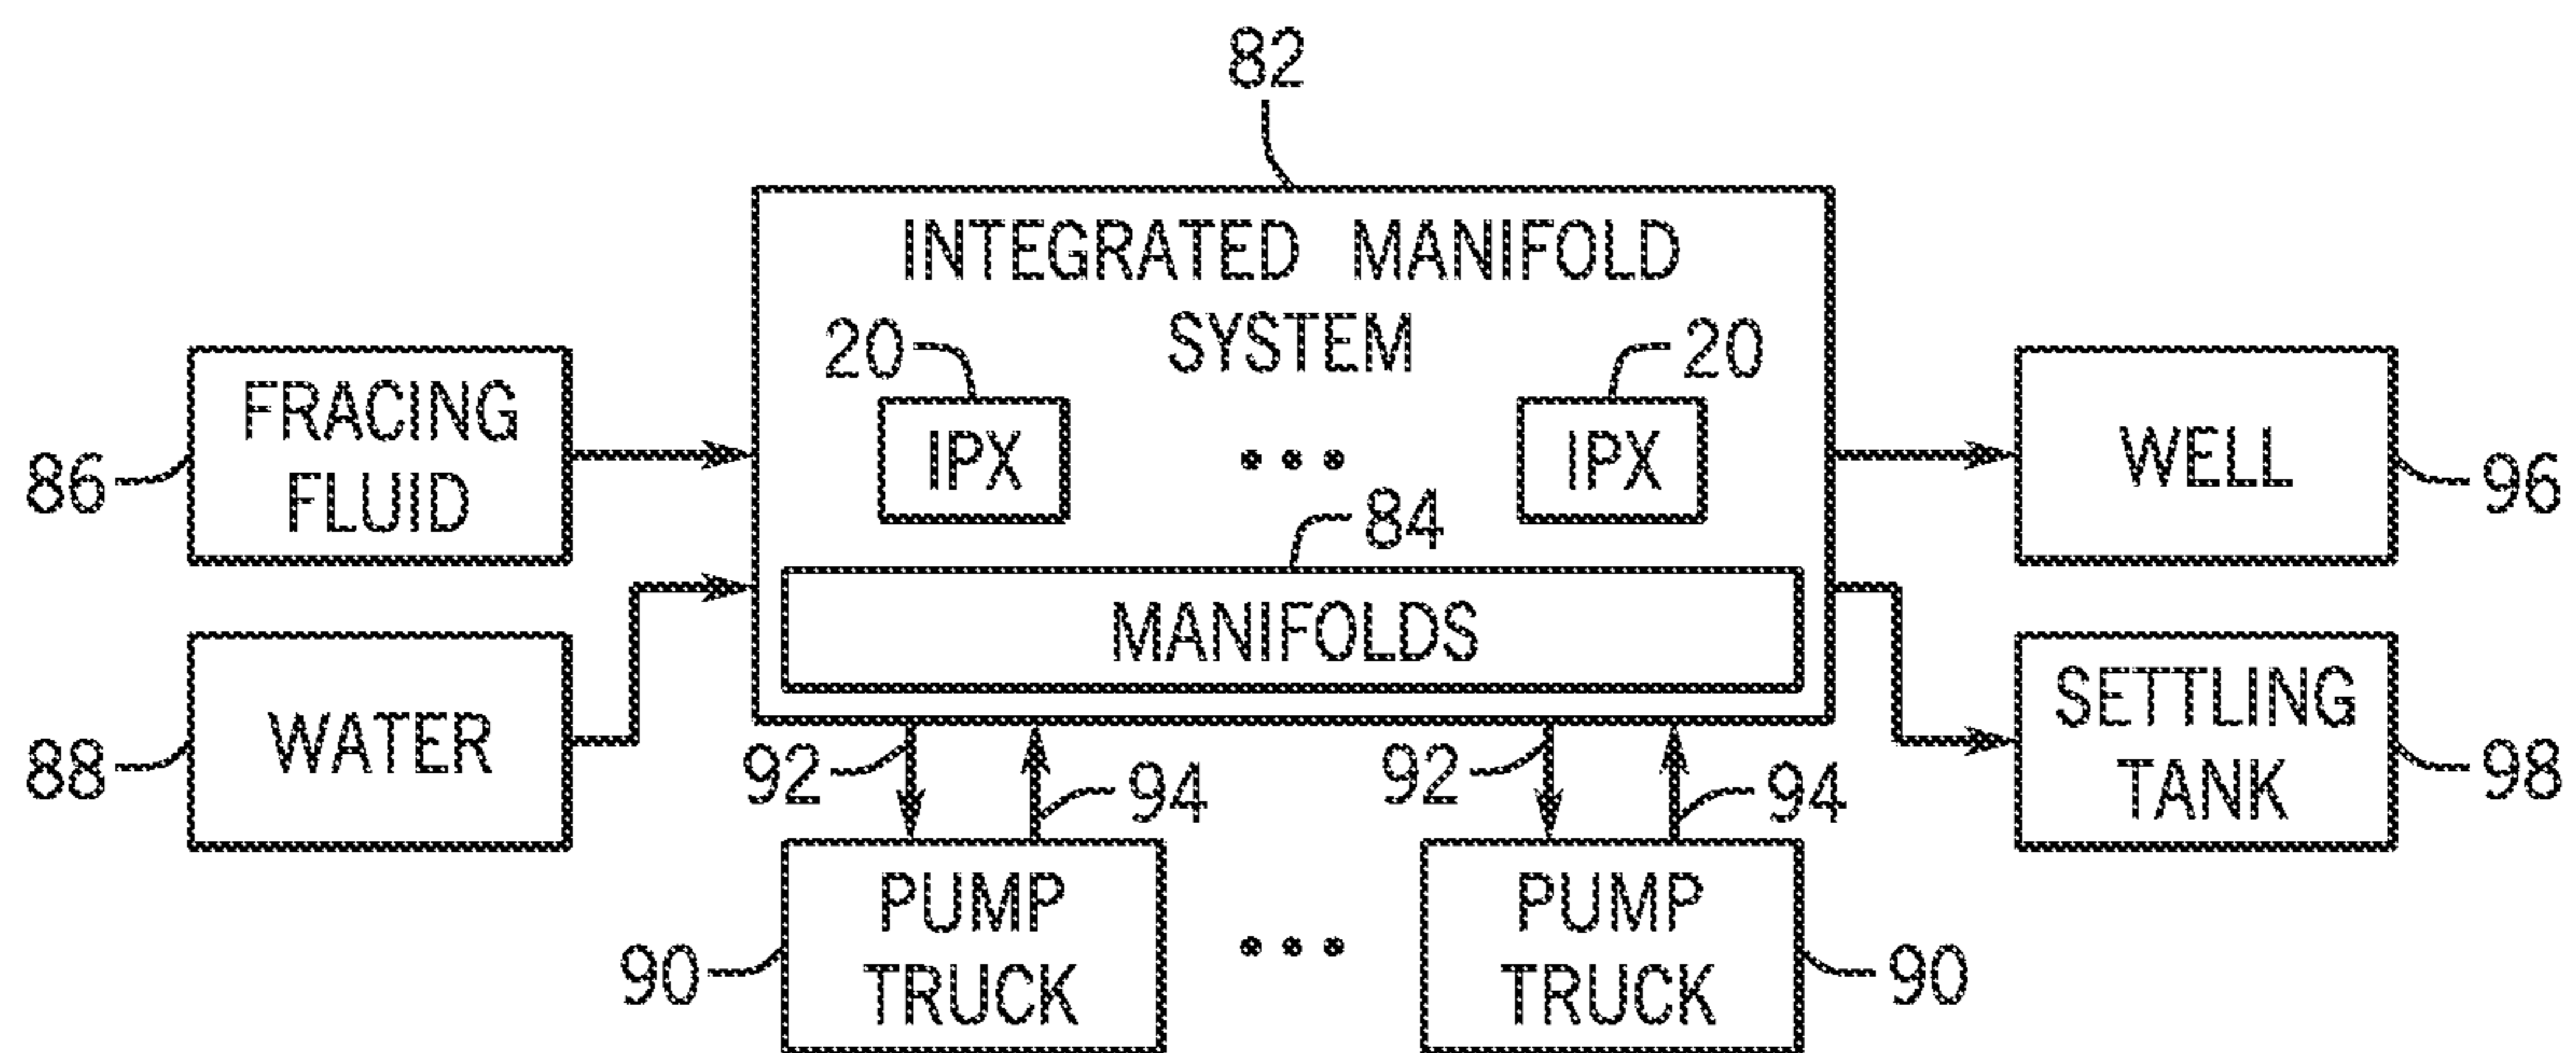 82
INTEGRATED MANIFOLD
SYSTEM
20
20
FRACING
FLUID
86
IPX
• • •
IPX
WELL
96
84
MANIFOLDS
WATER
88
SETTLING
TANK
98
92
94
92
94
PUMP
TRUCK
90
• • •
PUMP
TRUCK
90